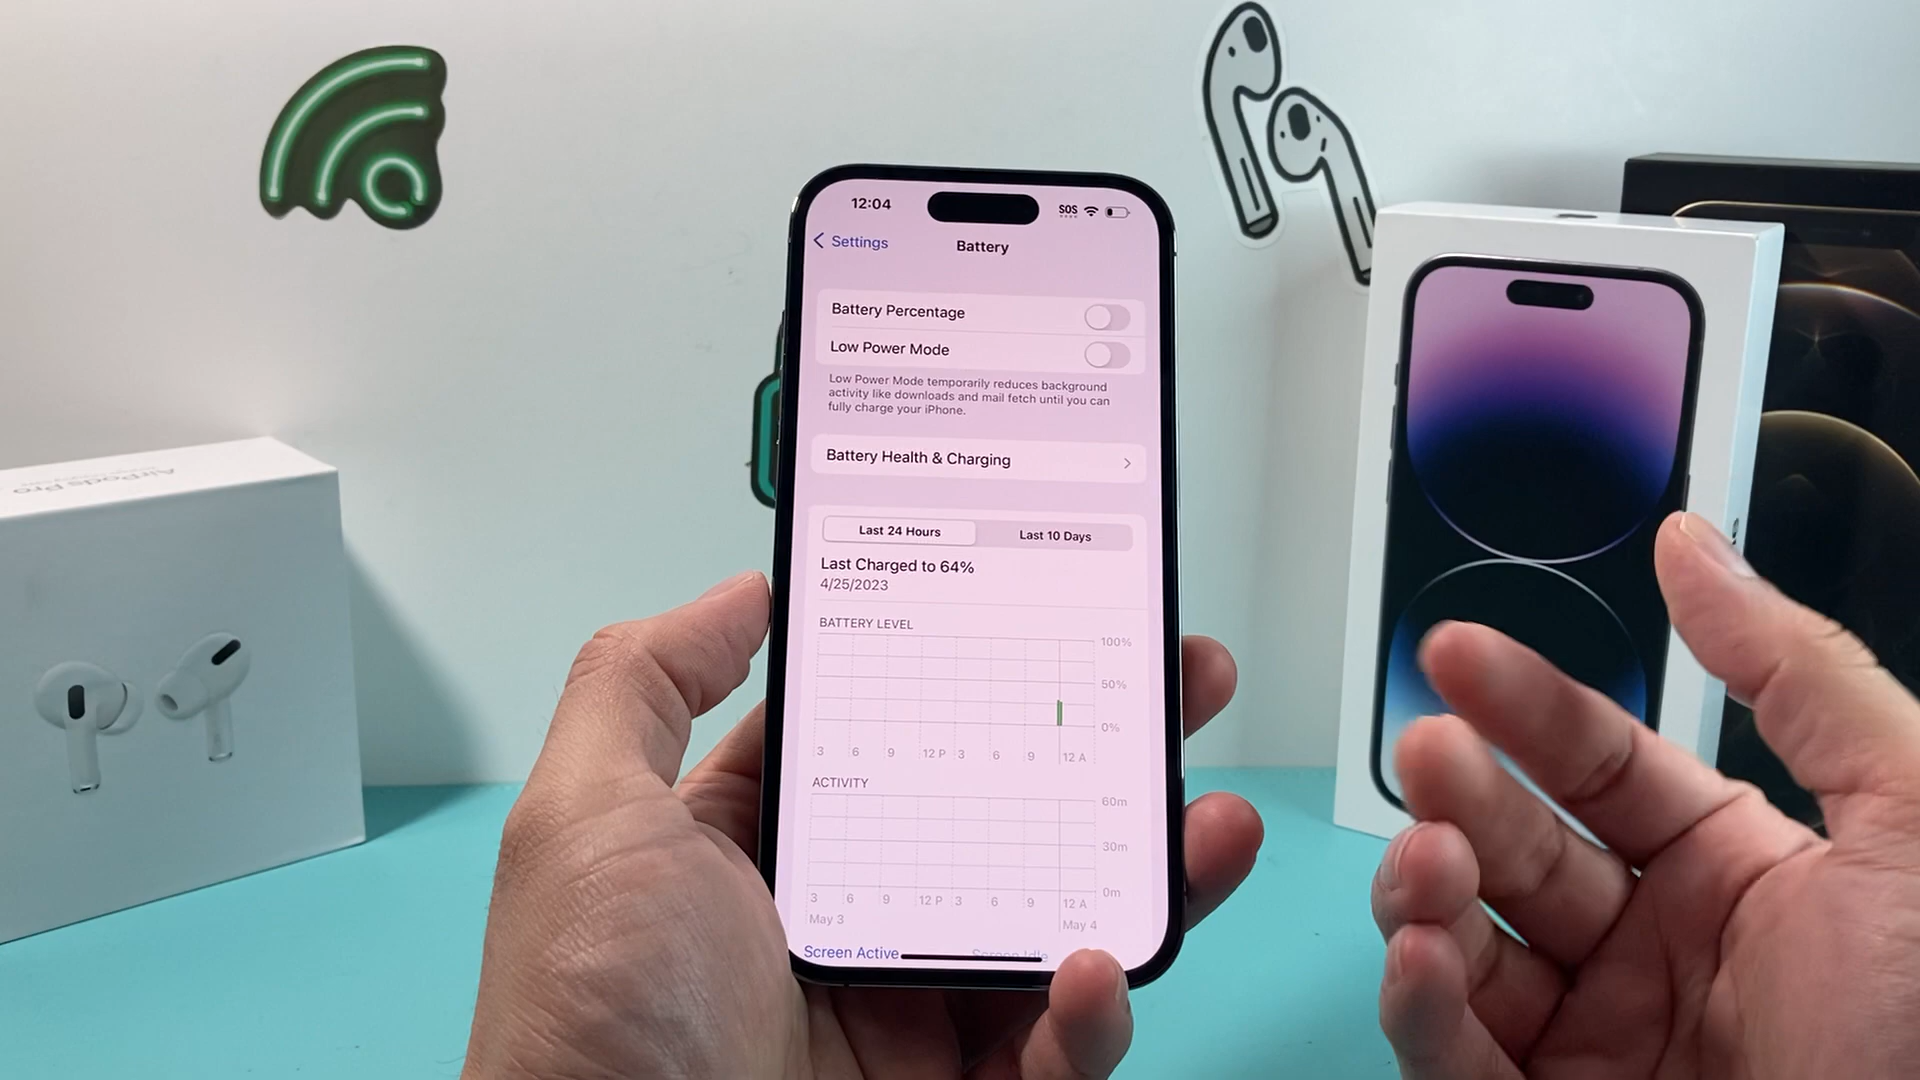 12:04
SOS
Settings
Battery
Battery Percentage
Low Power Mode
Low Power Mode temporarily reduces background
activity like downloads and mail fetch until you can
fully charge your iPhone.
Battery Health & Charging
Last 24 Hours
Last 10 Days
Last Charged to 64%
4/25/2023
BATTERY LEVEL
100%
50%
0%
3 6 9 12 P 3 6 9 12 A
ACTIVITY
60m
30m
0m
3 6 9 12 P 3 6 9 12 A
May 3 May 4
Screen Active Screen Idle
AirPods Pro